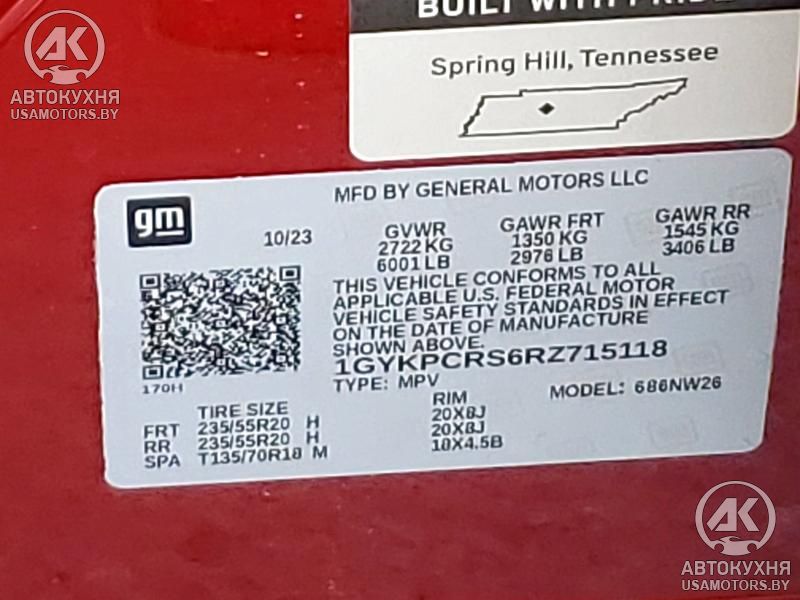 BUILT WITH PRIDE
Spring Hill, Tennessee
AK
АВТОКУХНЯ
USAMOTORS.BY
MFD BY GENERAL MOTORS LLC
gm
10/23
GVWR
2722 KG
6001 LB
GAWR FRT
1350 KG
2976 LB
GAWR RR
1545 KG
3406 LB
THIS VEHICLE CONFORMS TO ALL
APPLICABLE U.S. FEDERAL MOTOR
VEHICLE SAFETY STANDARDS IN EFFECT
ON THE DATE OF MANUFACTURE
SHOWN ABOVE.
1GYKPCRS6RZ715118
170H
TYPE: MPV
MODEL: 686NW26
TIRE SIZE RIM
FRT 235/55R20 H 20X8J
RR 235/55R20 H 20X8J
SPA T135/70R18 M 18X4.5B
AK
АВТОКУХНЯ
USAMOTORS.BY